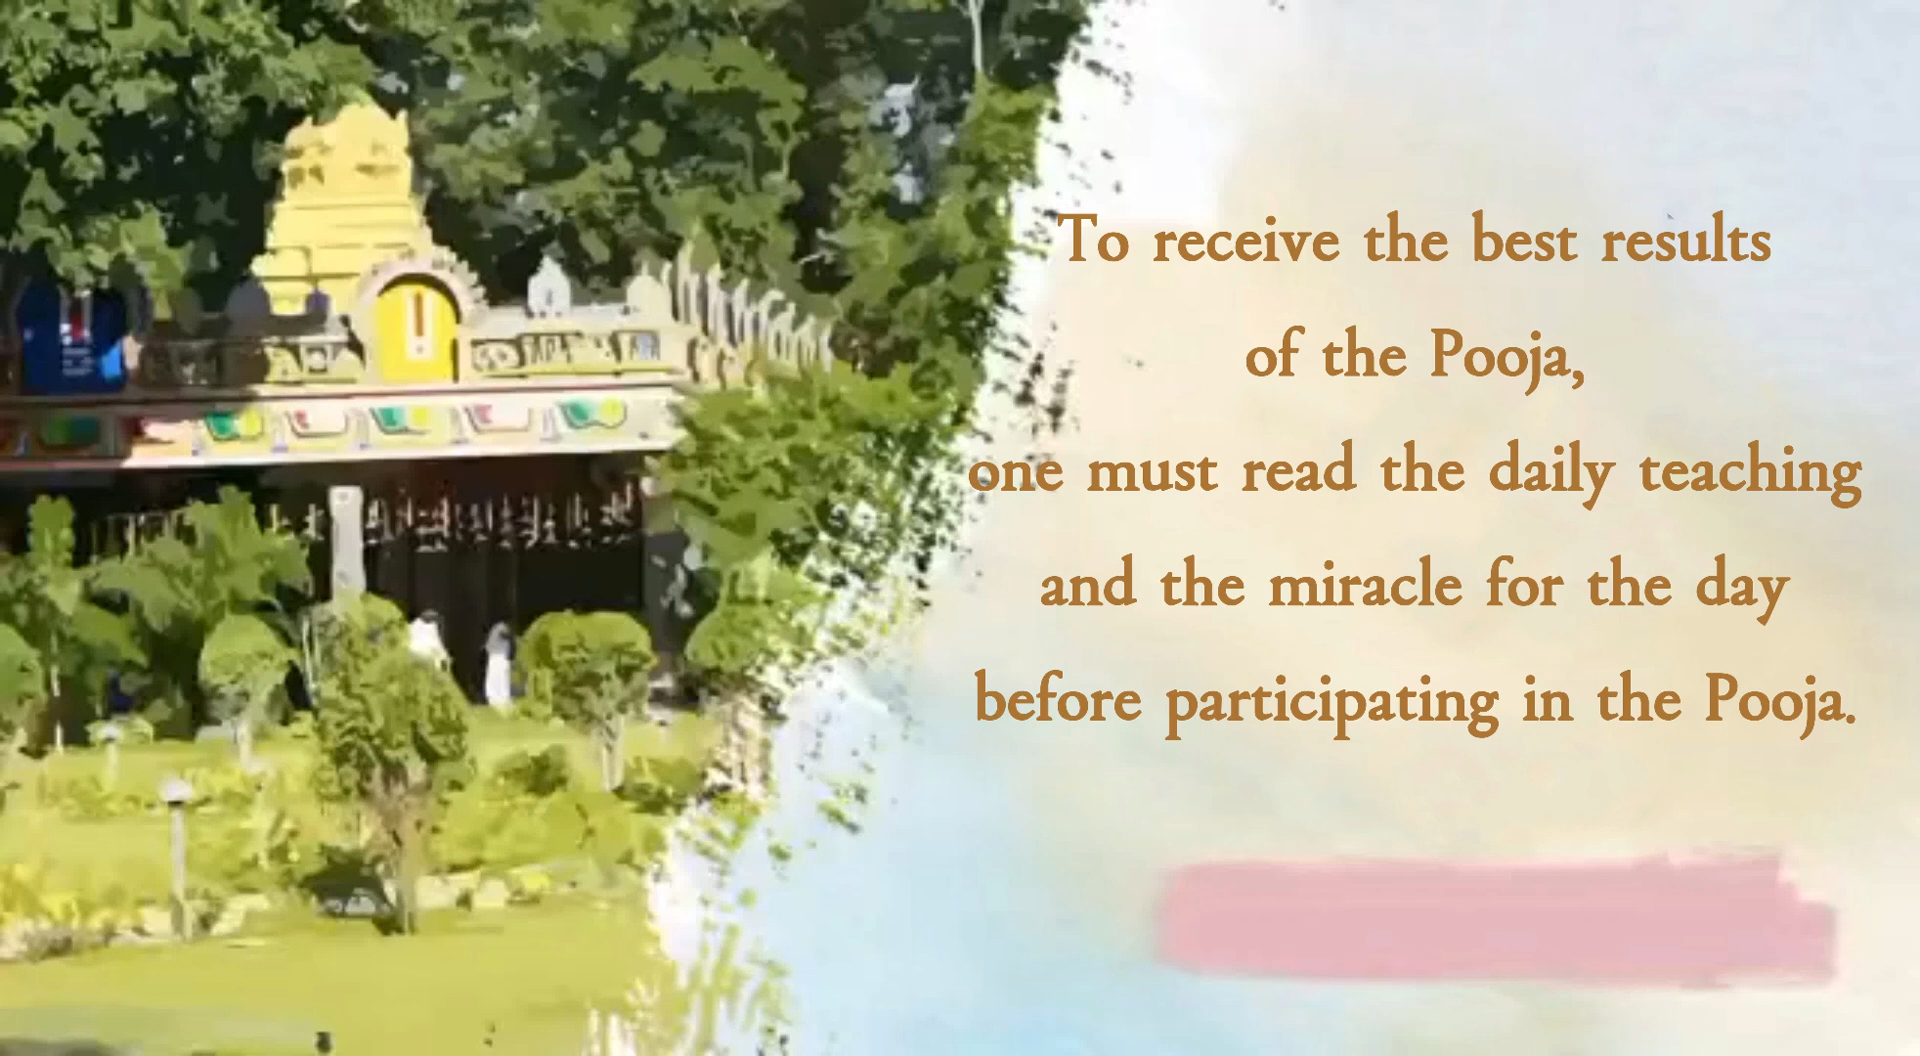 To receive the best results
of the Pooja,
one must read the daily teaching
and the miracle for the day
before participating in the Pooja.